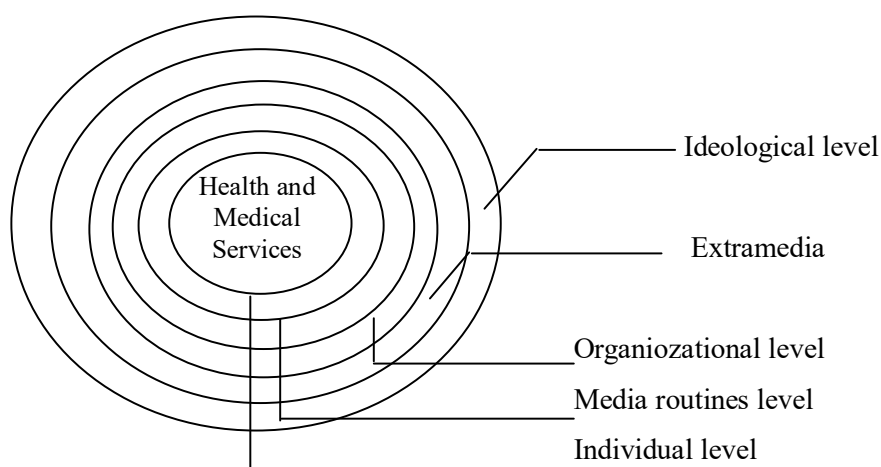 Health and
Medical
Services
Ideological level
Extramedia
Organiozational level
Media routines level
Individual level